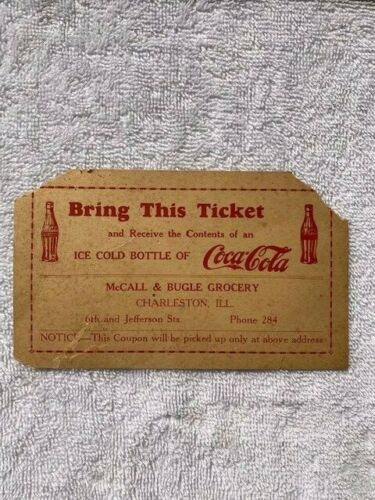 Bring This Ticket
and Receive the Contents of an
ICE COLD BOTTLE OF Coca-Cola
McCALL & BUGLE GROCERY
CHARLESTON, ILL.
6th and Jefferson Sts. Phone 284
NOTICE—This Coupon will be picked up only at above address